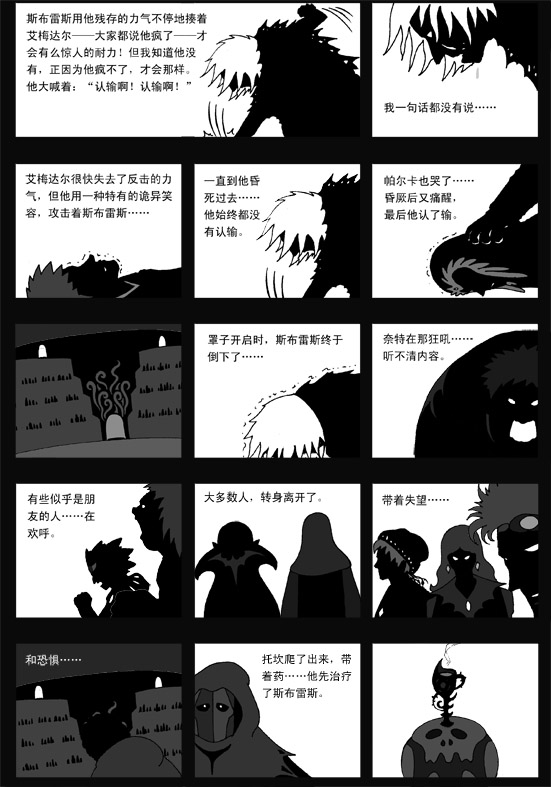 斯布雷斯用他残存的力气不停地揍着
艾梅达尔——大家都说他疯了——才
会有么惊人的耐力！但我知道他没
有，正因为他疯不了，才会那样。
他大喊着：“认输啊！认输啊！”
我一句话都没有说……
艾梅达尔很快失去了反击的力
气，但他用一种特有的诡异笑
容，攻击着斯布雷斯……
一直到他昏
死过去……
他始终都没
有认输。
帕尔卡也哭了……
昏厥后又痛醒，
最后他认了输。
罩子开启时，斯布雷斯终于
倒下了……
奈特在那狂吼……
听不清内容。
有些似乎是朋
友的人……在
欢呼。
大多数人，转身离开了。
带着失望……
和恐惧……
托坎爬了出来，带
着药……他先治疗
了斯布雷斯。